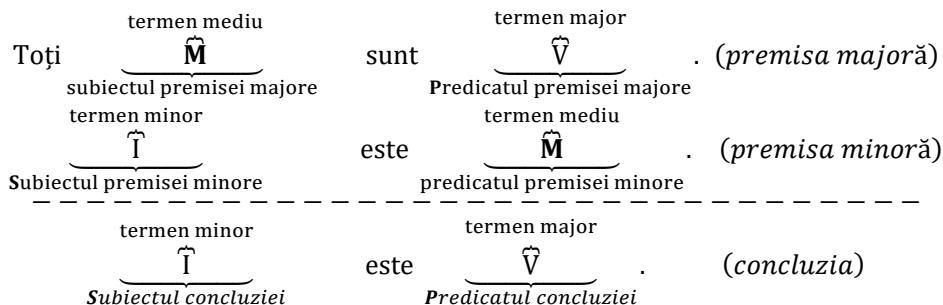 termen mediu termen major
Toți M sunt V . (premisa majoră)
subiectul premisei majore Predicatul premisei majore
termen minor termen mediu
I este M . (premisa minoră)
Subiectul premisei minore predicatul premisei minore
termen minor termen major
I este V . (concluzia)
Subiectul concluziei Predicatul concluziei